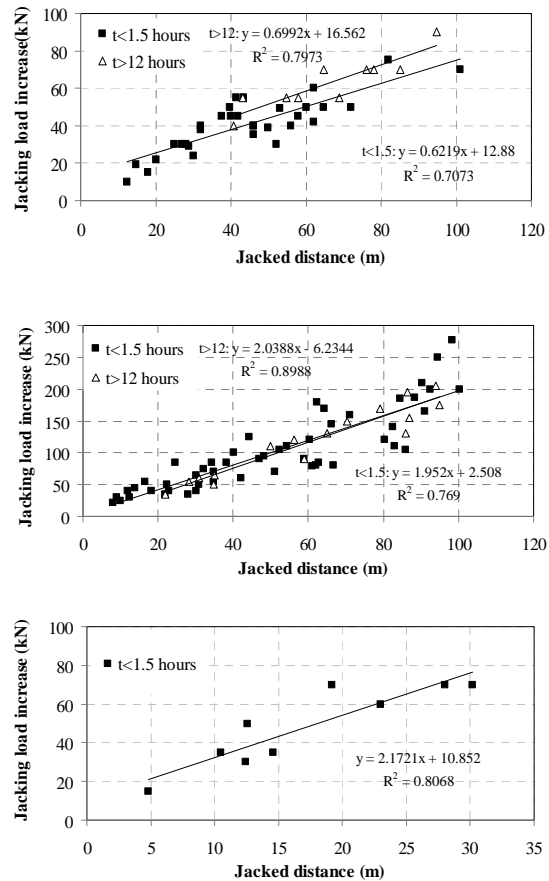 Jacking load increase(kN)
100
80
60
40
20
0
■ t<1.5 hours
△ t>12 hours
t>12: y = 0.6992x + 16.562
R² = 0.7973
t<1.5: y = 0.6219x + 12.88
R² = 0.7073
0 20 40 60 80 100 120
Jacked distance (m)
Jacking load increase (kN)
300
250
200
150
100
50
0
■ t<1.5 hours
△ t>12 hours
t>12: y = 2.0388x - 6.2344
R² = 0.8988
t<1.5: y = 1.952x + 2.508
R² = 0.769
0 20 40 60 80 100 120
Jacked distance (m)
Jacking load increase (kN)
100
80
60
40
20
0
■ t<1.5 hours
y = 2.1721x + 10.852
R² = 0.8068
0 5 10 15 20 25 30 35
Jacked distance (m)